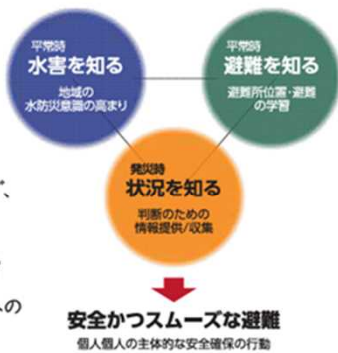 平常時
水害を知る
地域の
水防災意識の高まり
平常時
避難を知る
避難所位置・避難
の学習
発災時
状況を知る
判断のための
情報提供/収集
、
の
安全かつスムーズな避難
個人個人の主体的な安全確保の行動